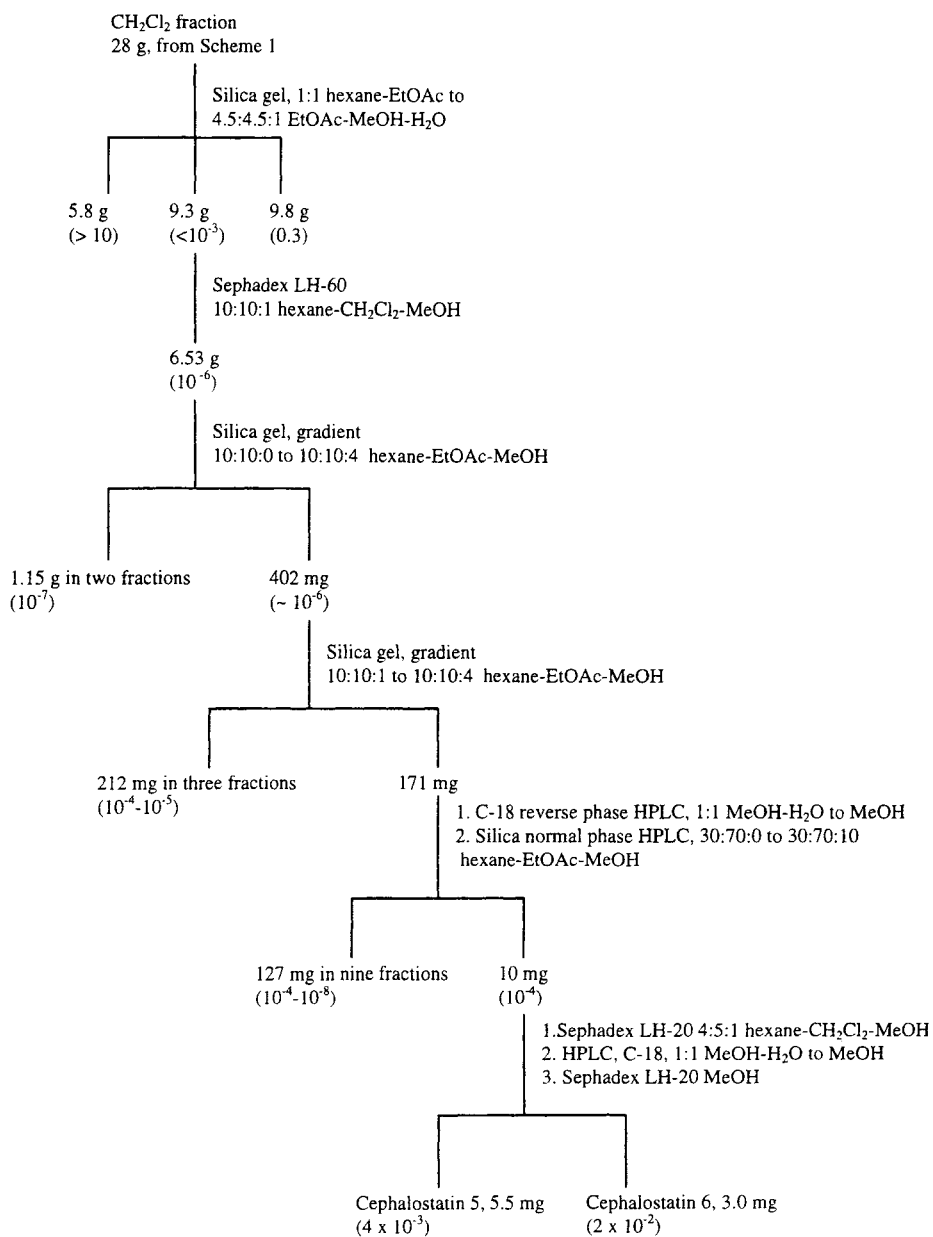 CH₂Cl₂ fraction
28 g, from Scheme 1
Silica gel, 1:1 hexane-EtOAc to
4.5:4.5:1 EtOAc-MeOH-H₂O
5.8 g
(> 10)
9.3 g
(<10⁻³)
9.8 g
(0.3)
Sephadex LH-60
10:10:1 hexane-CH₂Cl₂-MeOH
6.53 g
(10⁻⁶)
Silica gel, gradient
10:10:0 to 10:10:4 hexane-EtOAc-MeOH
1.15 g in two fractions
(10⁻⁷)
402 mg
(~ 10⁻⁶)
Silica gel, gradient
10:10:1 to 10:10:4 hexane-EtOAc-MeOH
212 mg in three fractions
(10⁻⁴-10⁻⁵)
171 mg
1. C-18 reverse phase HPLC, 1:1 MeOH-H₂O to MeOH
2. Silica normal phase HPLC, 30:70:0 to 30:70:10
hexane-EtOAc-MeOH
127 mg in nine fractions
(10⁻⁴-10⁻⁸)
10 mg
(10⁻⁴)
1.Sephadex LH-20 4:5:1 hexane-CH₂Cl₂-MeOH
2. HPLC, C-18, 1:1 MeOH-H₂O to MeOH
3. Sephadex LH-20 MeOH
Cephalostatin 5, 5.5 mg
(4 x 10⁻³)
Cephalostatin 6, 3.0 mg
(2 x 10⁻²)